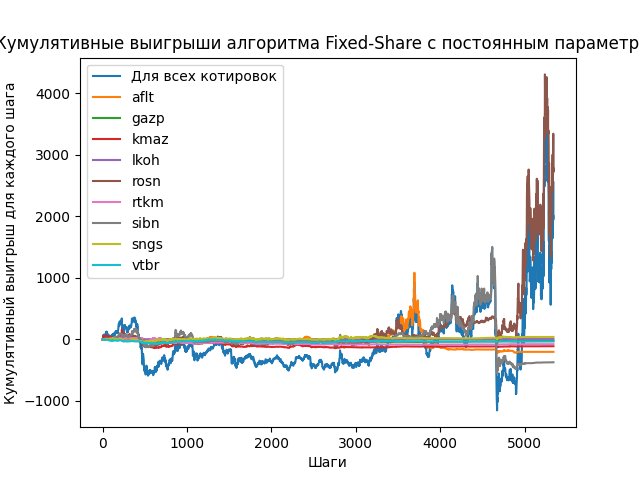 Кумулятивные выигрыши алгоритма Fixed-Share с постоянным параметр
Кумулятивный выигрыш для каждого шага
4000
3000
2000
1000
0
−1000
Для всех котировок
aflt
gazp
kmaz
lkoh
rosn
rtkm
sibn
sngs
vtbr
0
1000
2000
3000
4000
5000
Шаги